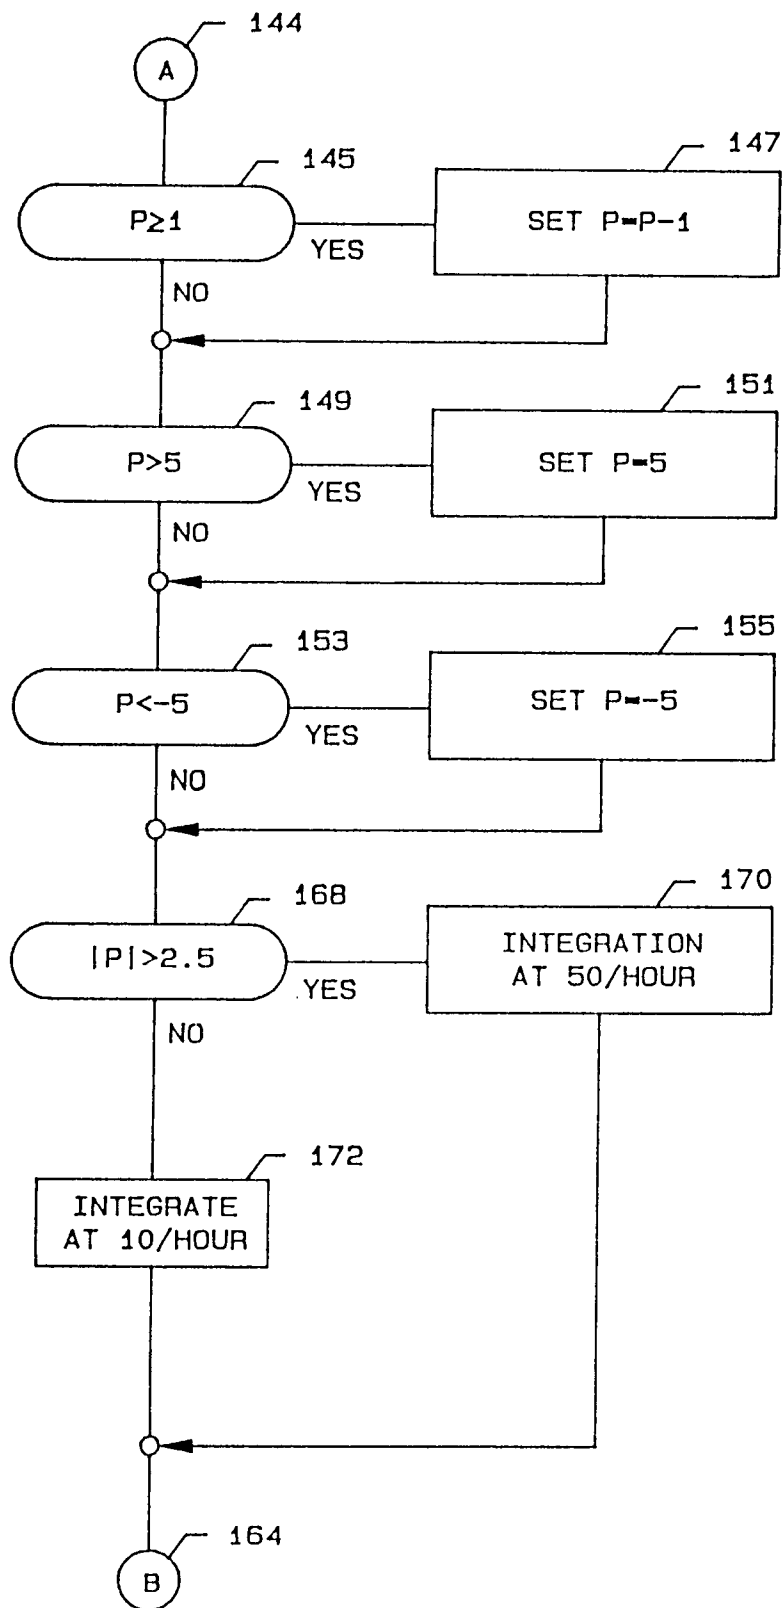 144
A
145
147
P≥1
SET P=P-1
YES
NO
149
151
P>5
SET P=5
YES
NO
153
155
P<-5
SET P=-5
YES
NO
168
170
|P|>2.5
INTEGRATION
AT 50/HOUR
YES
NO
172
INTEGRATE
AT 10/HOUR
164
B